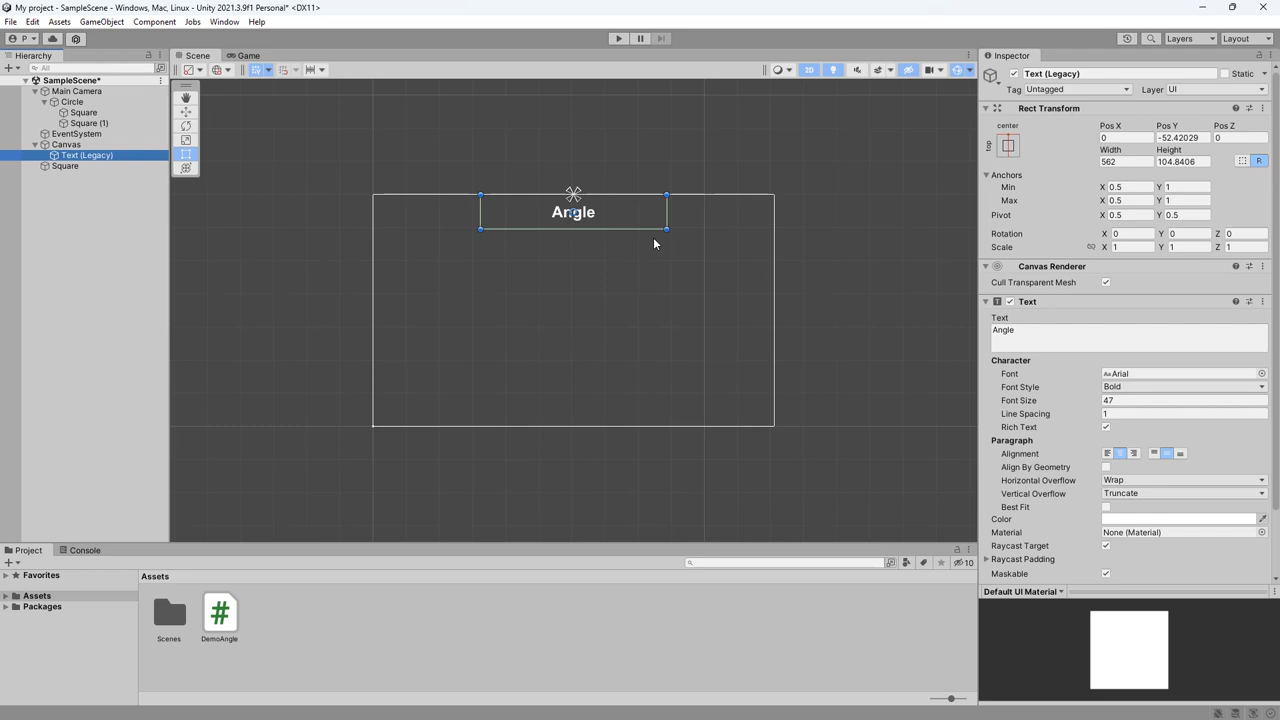 My project - SampleScene - Windows, Mac, Linux - Unity 2021.3.9f1 Personal* <DX11>
File Edit Assets GameObject Component Jobs Window Help
P Layers Layout
Hierarchy
All
SampleScene*
Main Camera
Circle
Square
Square (1)
EventSystem
Canvas
Text (Legacy)
Square
Scene Game
2D
Angle
Inspector
Text (Legacy) Static
Tag Untagged Layer UI
Rect Transform
center Pos X Pos Y Pos Z
top 0 -52.42029 0
Width Height
562 104.8406 R
Anchors
Min X 0.5 Y 1
Max X 0.5 Y 1
Pivot X 0.5 Y 0.5
Rotation X 0 Y 0 Z 0
Scale X 1 Y 1 Z 1
Canvas Renderer
Cull Transparent Mesh
T Text
Text
Angle
Character
Font Aa Arial
Font Style Bold
Font Size 47
Line Spacing 1
Rich Text
Paragraph
Alignment
Align By Geometry
Horizontal Overflow Wrap
Vertical Overflow Truncate
Best Fit
Color
Material None (Material)
Raycast Target
Raycast Padding
Maskable
Default UI Material
Project Console
10
Favorites
Assets
Packages
Assets
Scenes
#
DemoAngle